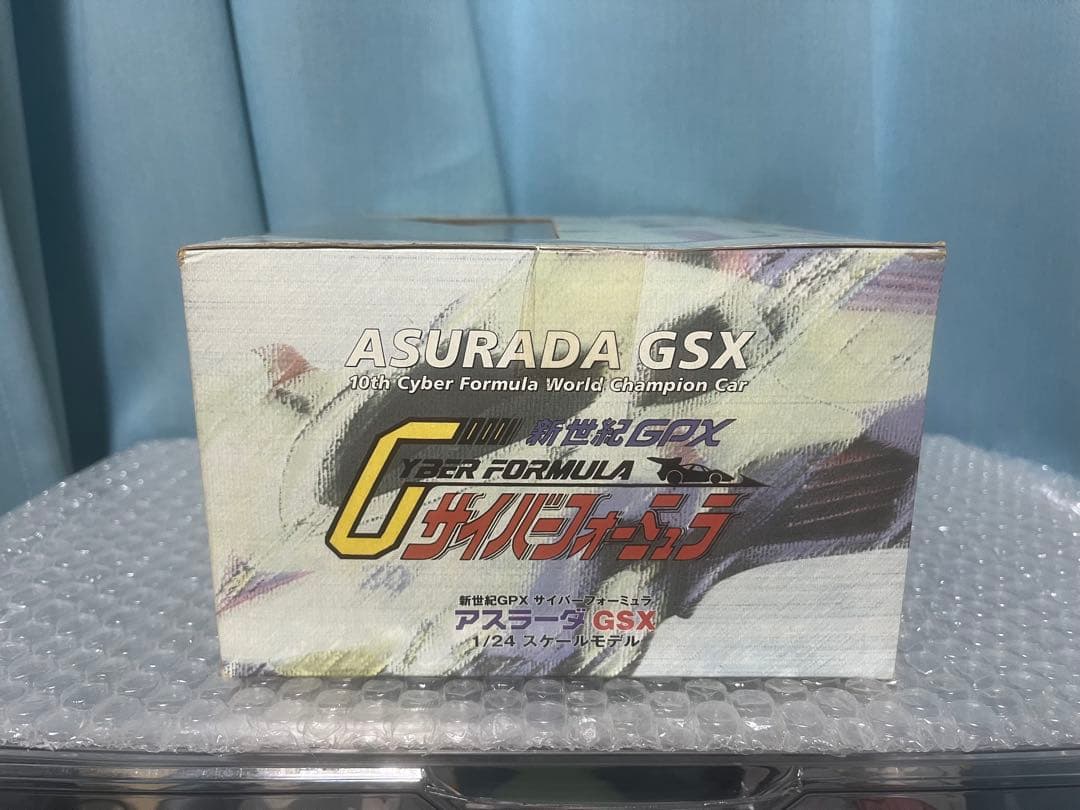 ASURADA GSX
10th Cyber Formula World Champion Car
新世紀GPX
CYBER FORMULA
サイバーフォーミュラ
新世紀GPX サイバーフォーミュラ
アスラーダ GSX
1/24 スケールモデル